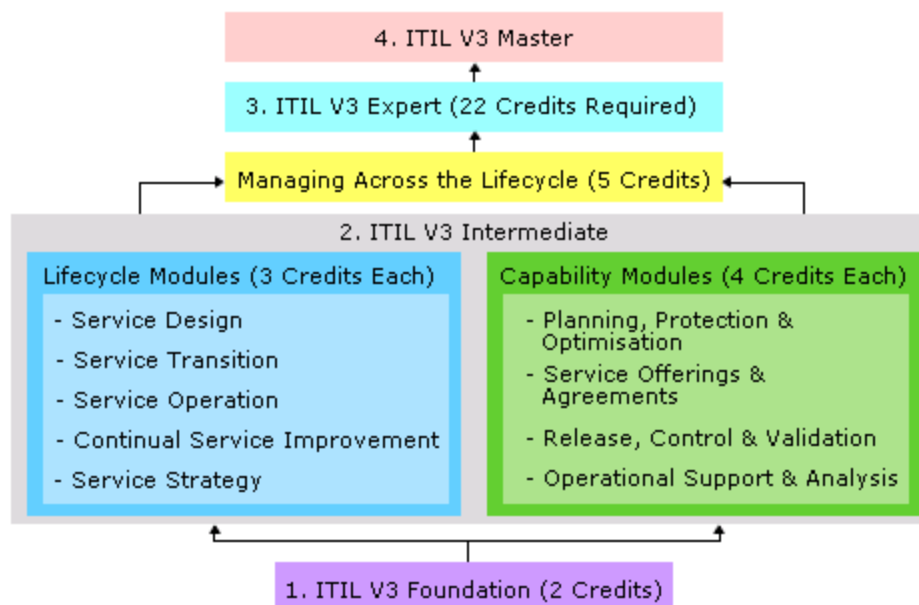 4. ITIL V3 Master
3. ITIL V3 Expert (22 Credits Required)
Managing Across the Lifecycle (5 Credits)
2. ITIL V3 Intermediate
Lifecycle Modules (3 Credits Each)
- Service Design
- Service Transition
- Service Operation
- Continual Service Improvement
- Service Strategy
Capability Modules (4 Credits Each)
- Planning, Protection &
Optimisation
- Service Offerings &
Agreements
- Release, Control & Validation
- Operational Support & Analysis
1. ITIL V3 Foundation (2 Credits)